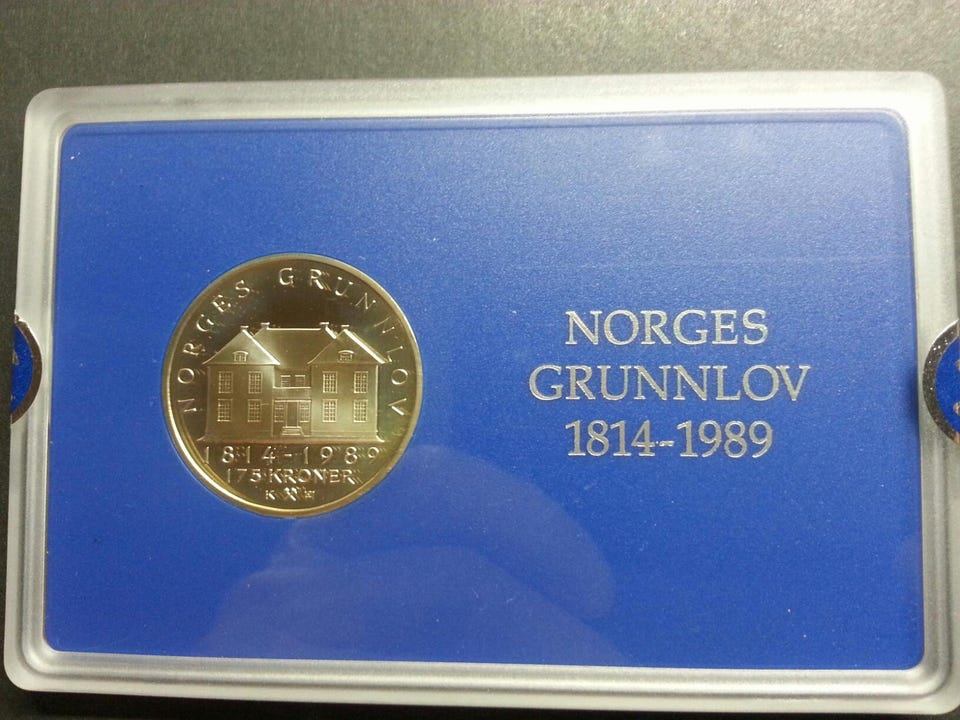 NORGES GRUNNLOV
1814-1989
175 KRONER
K
NORGES
GRUNNLOV
1814-1989